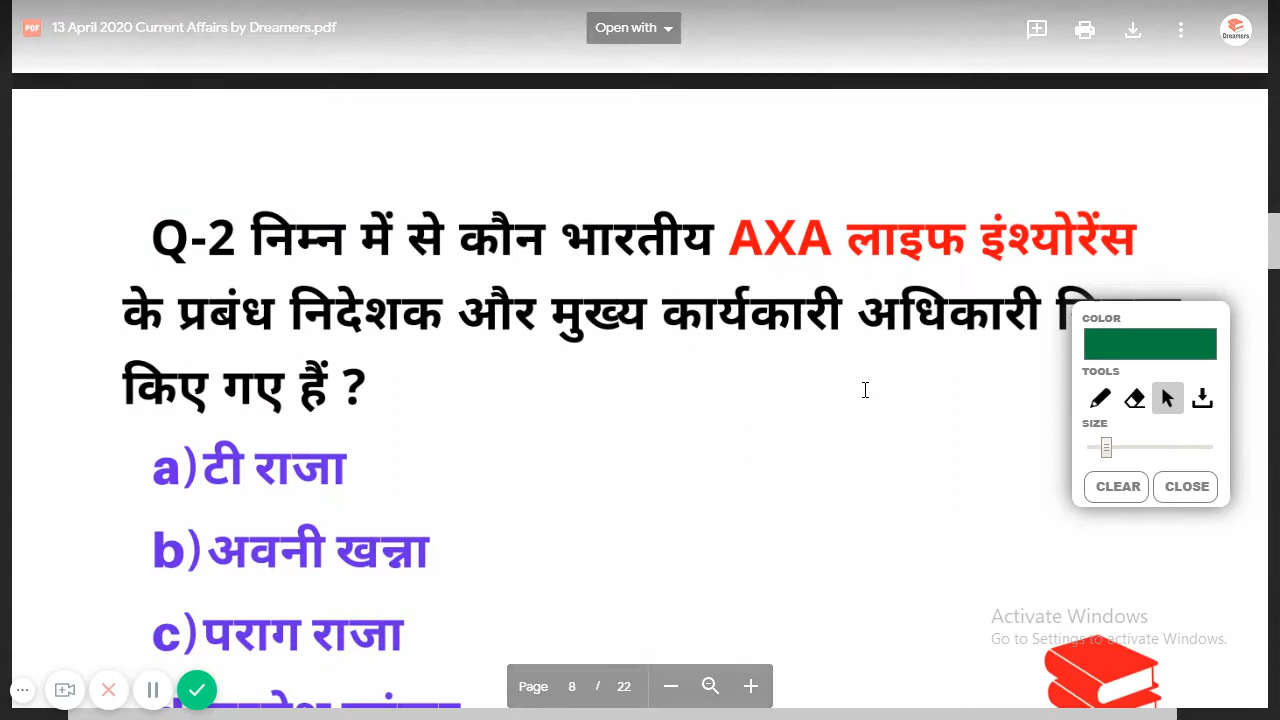 13 April 2020 Current Affairs by Dreamers.pdf
Open with
Dreamers
Q-2 निम्न में से कौन भारतीय AXA लाइफ इंश्योरेंस
के प्रबंध निदेशक और मुख्य कार्यकारी अधिकारी
किए गए हैं ?
a)टी राजा
b)अवनी खन्ना
c)पराग राजा
COLOR
TOOLS
SIZE
CLEAR CLOSE
Activate Windows
Go to Settings to activate Windows.
Page 8 / 22